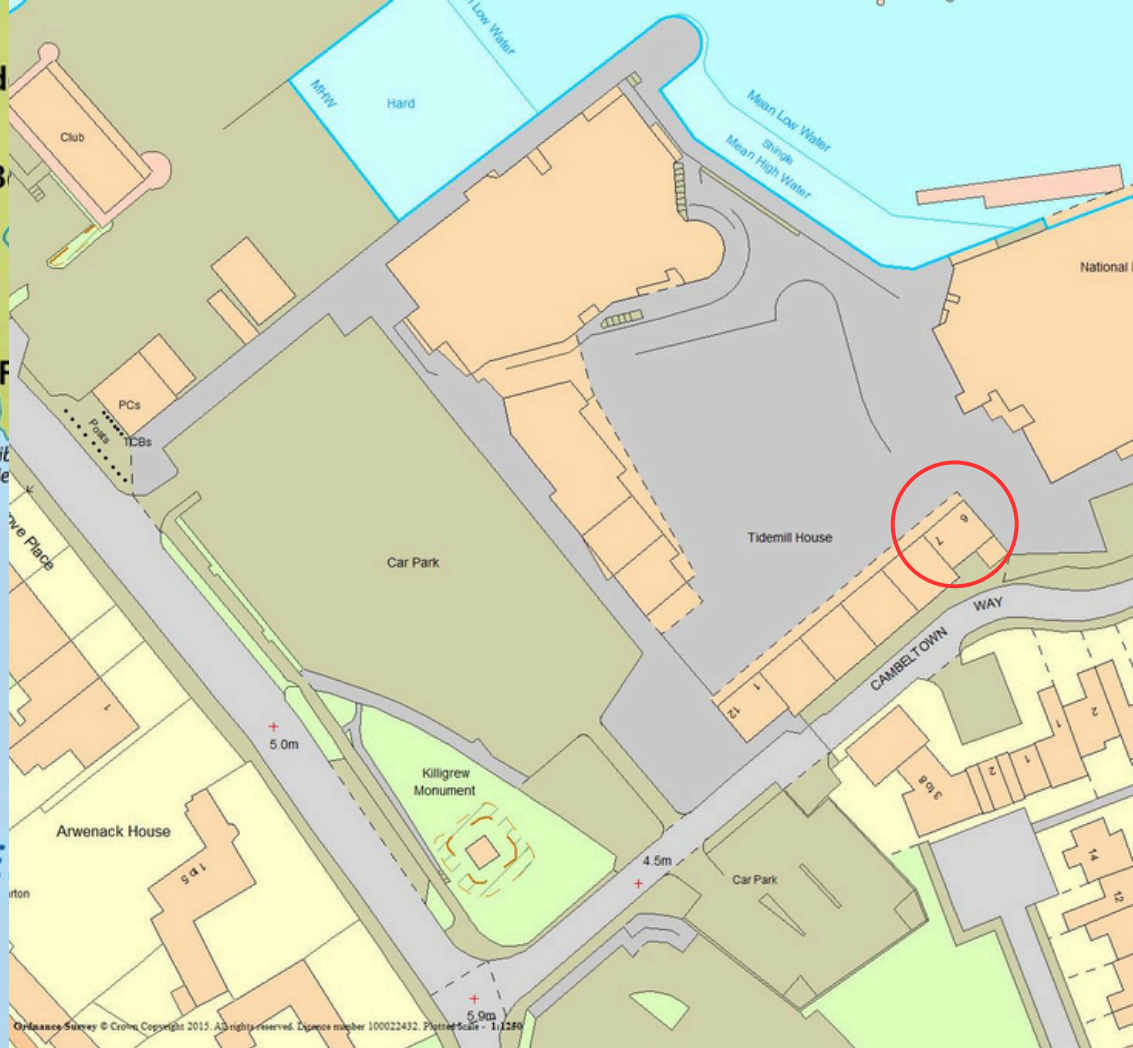 Low Water
MHW
Hard
Mean Low Water
Shingle
Mean High Water
Club
National
PCs
Posts
TCBs
Place
Car Park
Tidemill House
6
7
WAY
CAMBELTOWN
1
12
1
5.0m
Killigrew
Monument
2
1
1
2
3 to 8
Arwenack House
1 to 5
4.5m
Car Park
14
12
5.9m
Ordnance Survey © Crown Copyright 2015. All rights reserved. Licence number 100022432. Plotted Scale - 1:1250